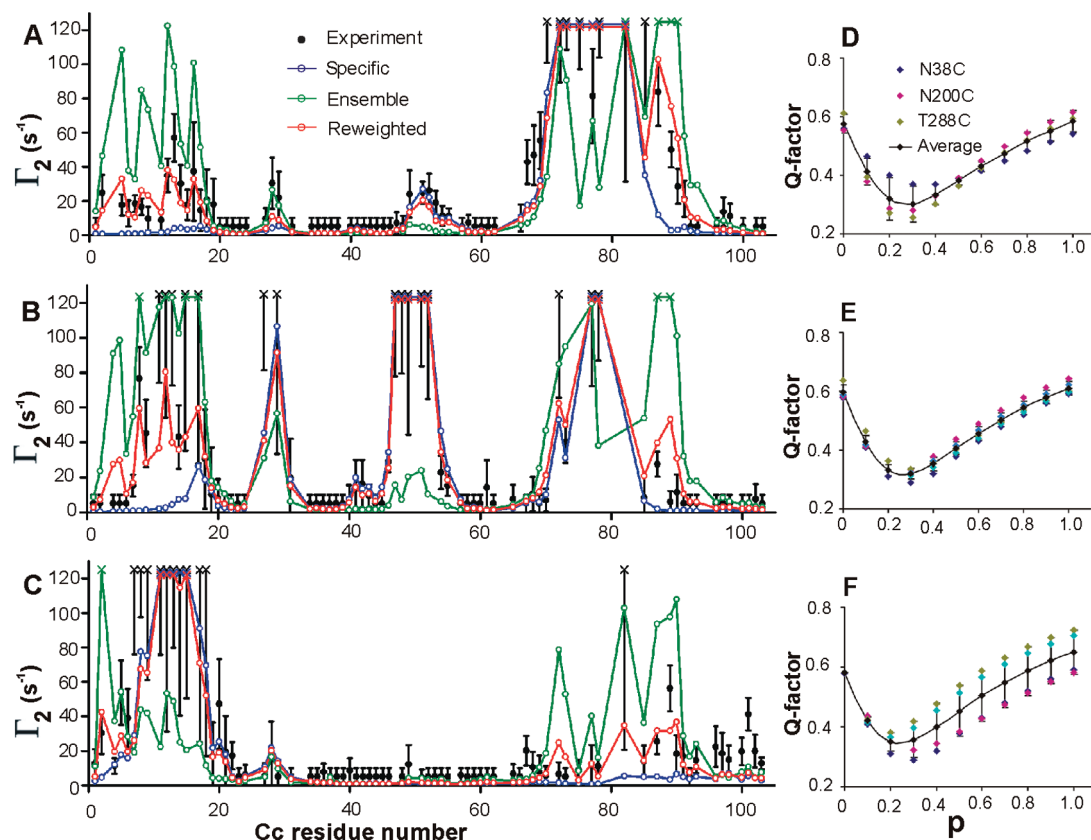 A
Γ2 (s-1)
120
100
80
60
40
20
0
0 20 40 60 80 100
Experiment
Specific
Ensemble
Reweighted
D
Q-factor
0.8
0.6
0.4
0.2
0 0.2 0.4 0.6 0.8 1.0
N38C
N200C
T288C
Average
B
Γ2 (s-1)
120
100
80
60
40
20
0
0 20 40 60 80 100
E
Q-factor
0.8
0.6
0.4
0.2
0 0.2 0.4 0.6 0.8 1.0
C
Γ2 (s-1)
120
100
80
60
40
20
0
0 20 40 60 80 100
Cc residue number
F
Q-factor
0.8
0.6
0.4
0.2
0 0.2 0.4 0.6 0.8 1.0
p